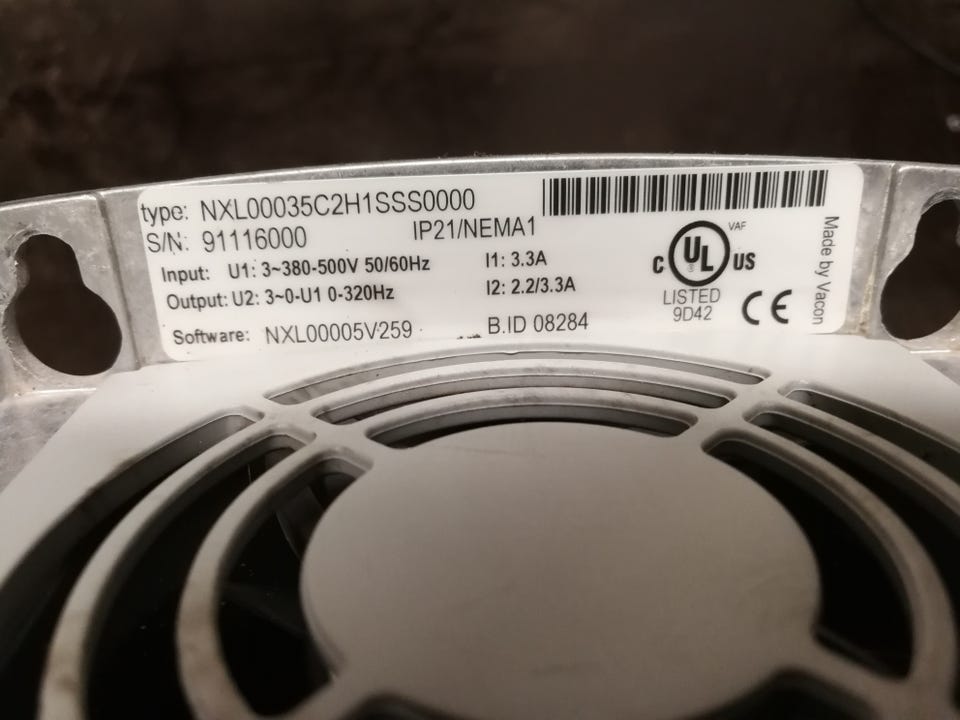 type: NXL00035C2H1SSS0000
S/N: 91116000 IP21/NEMA1
Input: U1: 3~380-500V 50/60Hz I1: 3.3A
Output: U2: 3~0-U1 0-320Hz I2: 2.2/3.3A
Software: NXL00005V259 B.ID 08284
VAF
C UL US
LISTED
9D42
CE
Made by Vacon